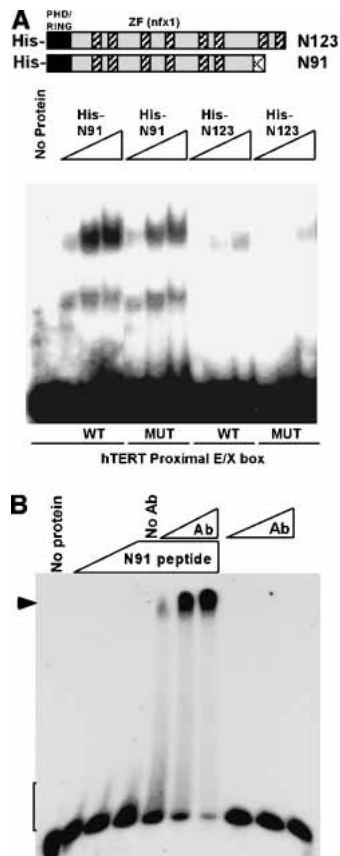 A
PHD/
RING
ZF (nfx1)
His-
N123
His-
N91
No Protein
His-
N91
His-
N91
His-
N123
His-
N123
WT
MUT
WT
MUT
hTERT Proximal E/X box
B
No protein
No Ab
Ab
Ab
N91 peptide